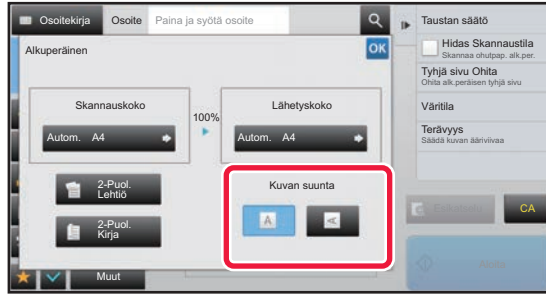 Osoitekirja
Osoite
Paina ja syötä osoite
Taustan säätö
Alkuperäinen
OK
Hidas Skannaustila
Skannaa ohutpap. alk.per.
Tyhjä sivu Ohita
Ohita alk.peräisen tyhjä sivu
Skannauskoko
100%
Lähetyskoko
Väritila
Autom. A4
Autom. A4
Terävyys
Säädä kuvan ääriviivaa
2-Puol.
Lehtiö
Kuvan suunta
2-Puol.
Kirja
A
A
CA
Muut